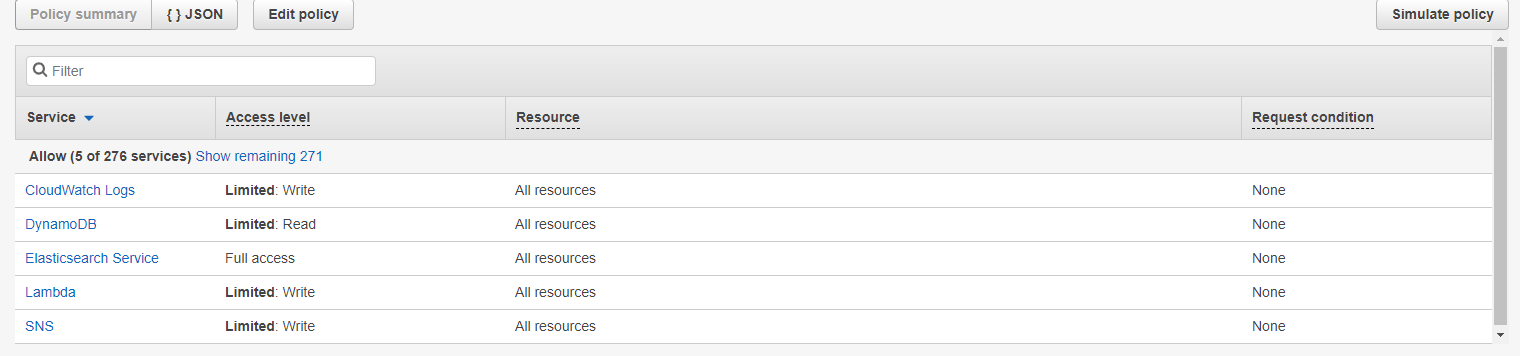 Policy summary { } JSON Edit policy Simulate policy
Filter
Service Access level Resource Request condition
Allow (5 of 276 services) Show remaining 271
CloudWatch Logs Limited: Write All resources None
DynamoDB Limited: Read All resources None
Elasticsearch Service Full access All resources None
Lambda Limited: Write All resources None
SNS Limited: Write All resources None